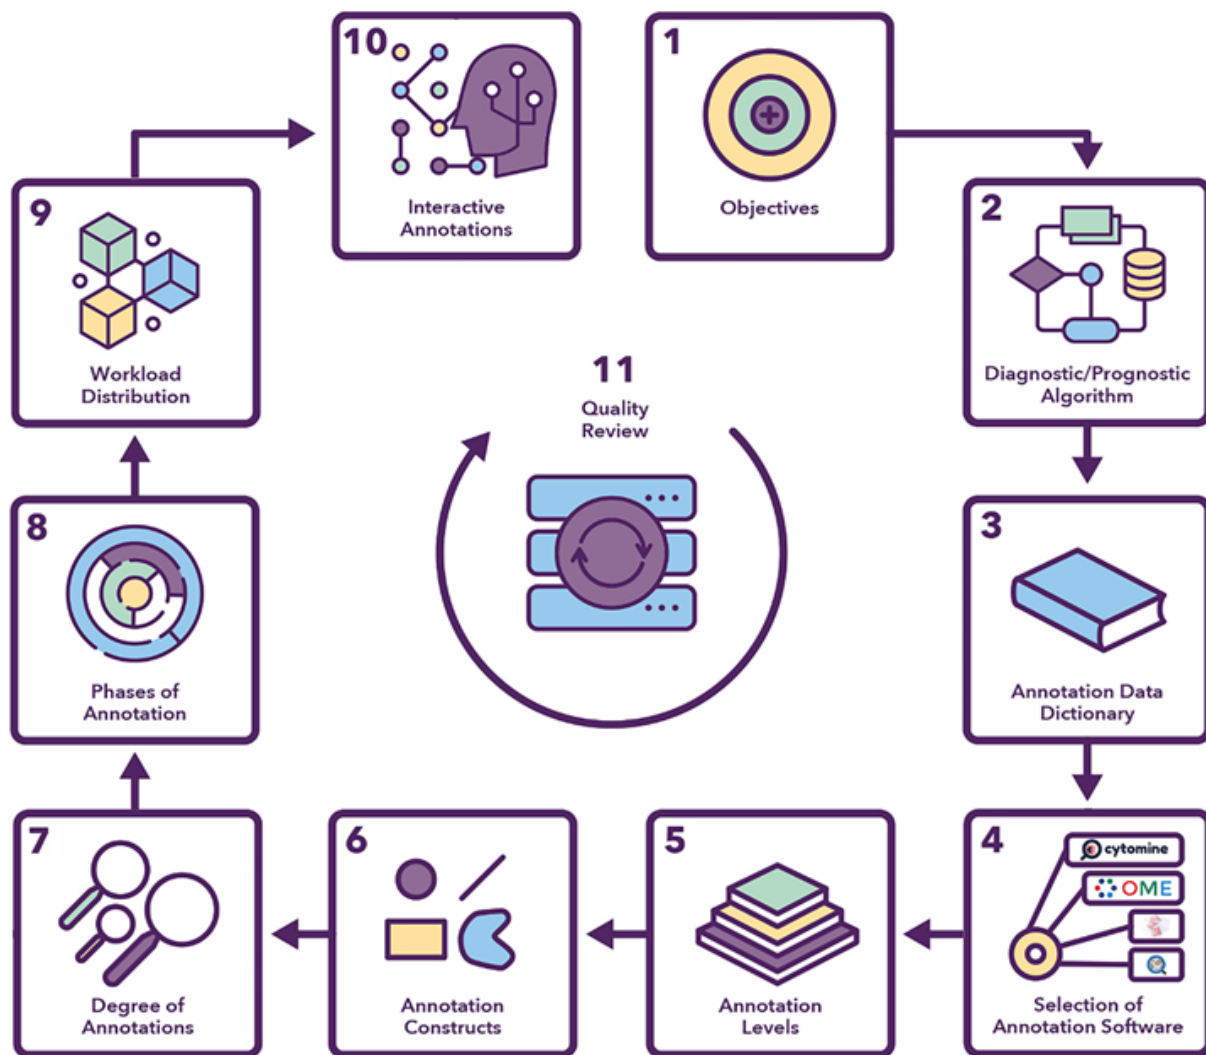 1
Objectives
2
Diagnostic/Prognostic
Algorithm
3
Annotation Data
Dictionary
4
cytomine
OME
Selection of
Annotation Software
5
Annotation
Levels
6
Annotation
Constructs
7
Degree of
Annotations
8
Phases of
Annotation
9
Workload
Distribution
10
Interactive
Annotations
11
Quality
Review